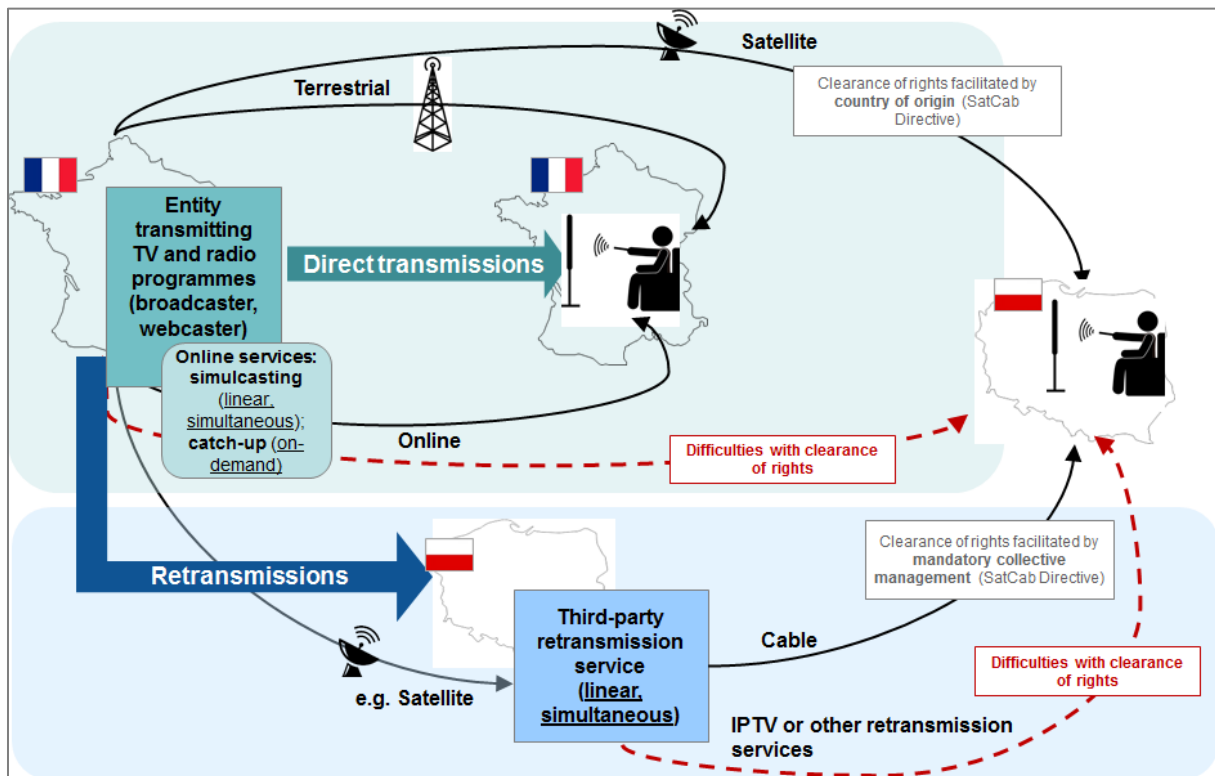 Satellite
Terrestrial
Clearance of rights facilitated by
country of origin (SatCab
Directive)
Entity
transmitting
TV and radio
programmes
(broadcaster,
webcaster)
Direct transmissions
Online services:
simulcasting
(linear,
simultaneous);
catch-up (on-
demand)
Online
Difficulties with clearance
of rights
Retransmissions
e.g. Satellite
Third-party
retransmission
service
(linear,
simultaneous)
Cable
Clearance of rights facilitated by
mandatory collective
management (SatCab Directive)
Difficulties with clearance
of rights
IPTV or other retransmission
services